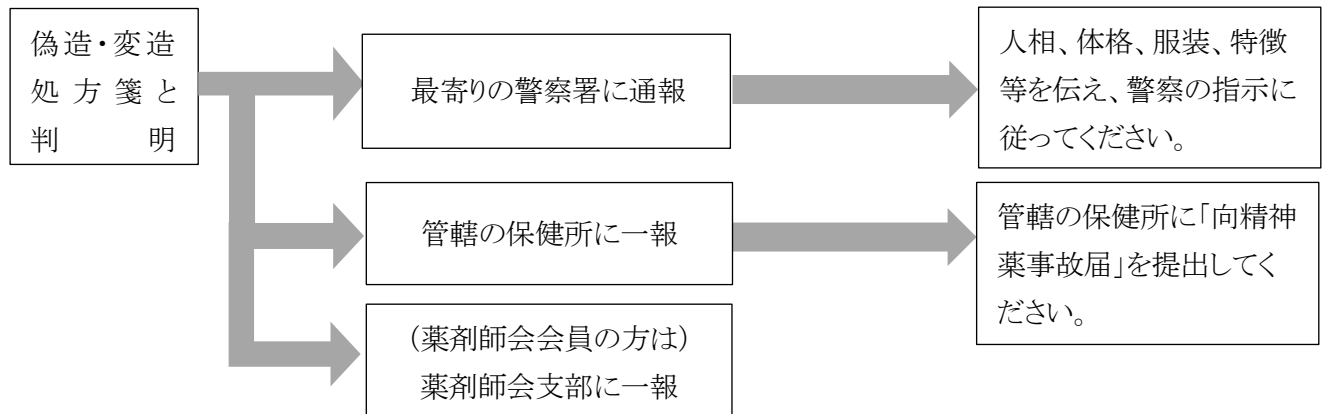 偽造・変造
処方箋と
判明
最寄りの警察署に通報
人相、体格、服装、特徴
等を伝え、警察の指示に
従ってください。
管轄の保健所に一報
管轄の保健所に「向精神
薬事故届」を提出してく
ださい。
(薬剤師会会員の方は)
薬剤師会支部に一報